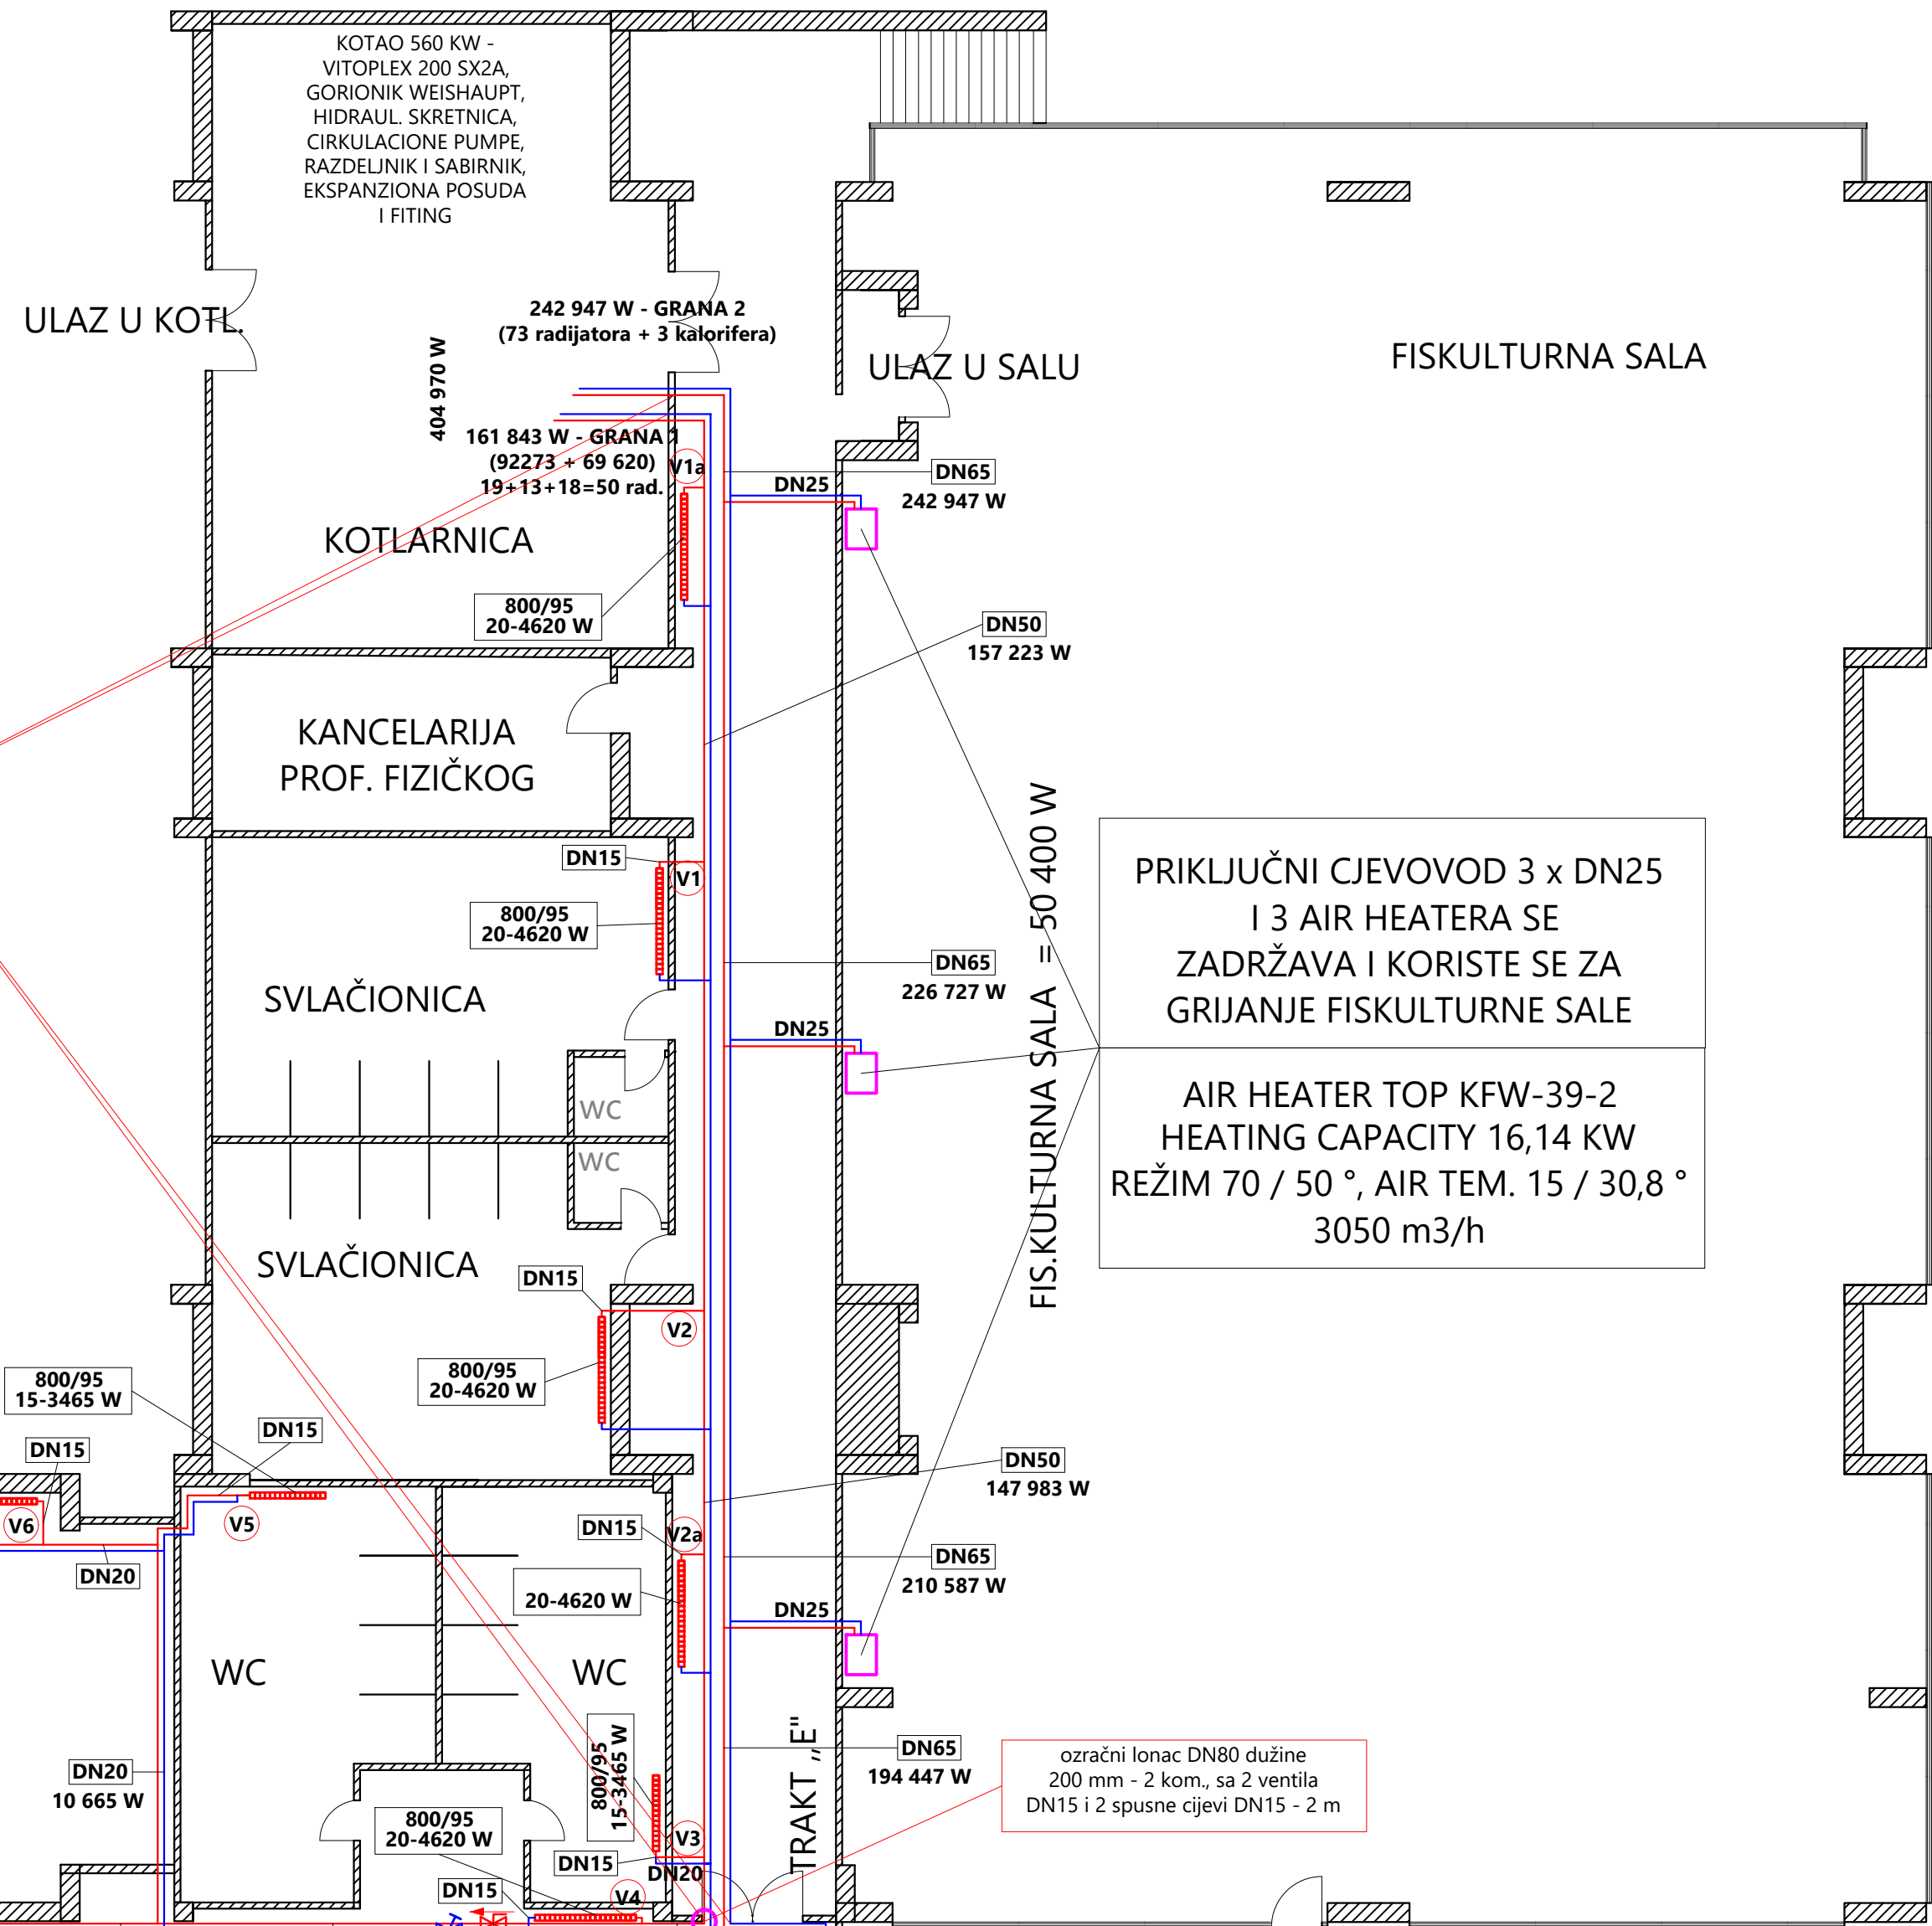 KOTAO 560 KW -
VITOPLEX 200 SX2A,
GORIONIK WEISHAUPT,
HIDRAUL. SKRETNICA,
CIRKULACIONE PUMPE,
RAZDELJNIK I SABIRNIK,
EKSPANZIONA POSUDA
I FITING
ULAZ U KOTL.
242 947 W - GRANA 2
(73 radijatora + 3 kalorifera)
404 970 W
ULAZ U SALU
FISKULTURNA SALA
161 843 W - GRANA 1
(92273 + 69 620)
19+13+18=50 rad.
V1a
DN25
DN65
242 947 W
KOTLARNICA
800/95
20-4620 W
DN50
157 223 W
KANCELARIJA
PROF. FIZIČKOG
DN15
V1
800/95
20-4620 W
SVLAČIONICA
DN65
226 727 W
DN25
FIS.KULTURNA SALA = 50 400 W
PRIKLJUČNI CJEVOVOD 3 x DN25
I 3 AIR HEATERA SE
ZADRŽAVA I KORISTE SE ZA
GRIJANJE FISKULTURNE SALE
AIR HEATER TOP KFW-39-2
HEATING CAPACITY 16,14 KW
REŽIM 70 / 50 °, AIR TEM. 15 / 30,8 °
3050 m3/h
WC
WC
SVLAČIONICA
DN15
V2
800/95
20-4620 W
800/95
15-3465 W
DN15
DN15
V6
V5
DN20
DN50
147 983 W
DN15
V2a
20-4620 W
DN65
210 587 W
DN25
WC
WC
800/95
15-3465 W
TRAKT „E"
DN65
194 447 W
DN20
10 665 W
800/95
20-4620 W
V3
DN15
DN20
DN15
V4
ozračni lonac DN80 dužine
200 mm - 2 kom., sa 2 ventila
DN15 i 2 spusne cijevi DN15 - 2 m